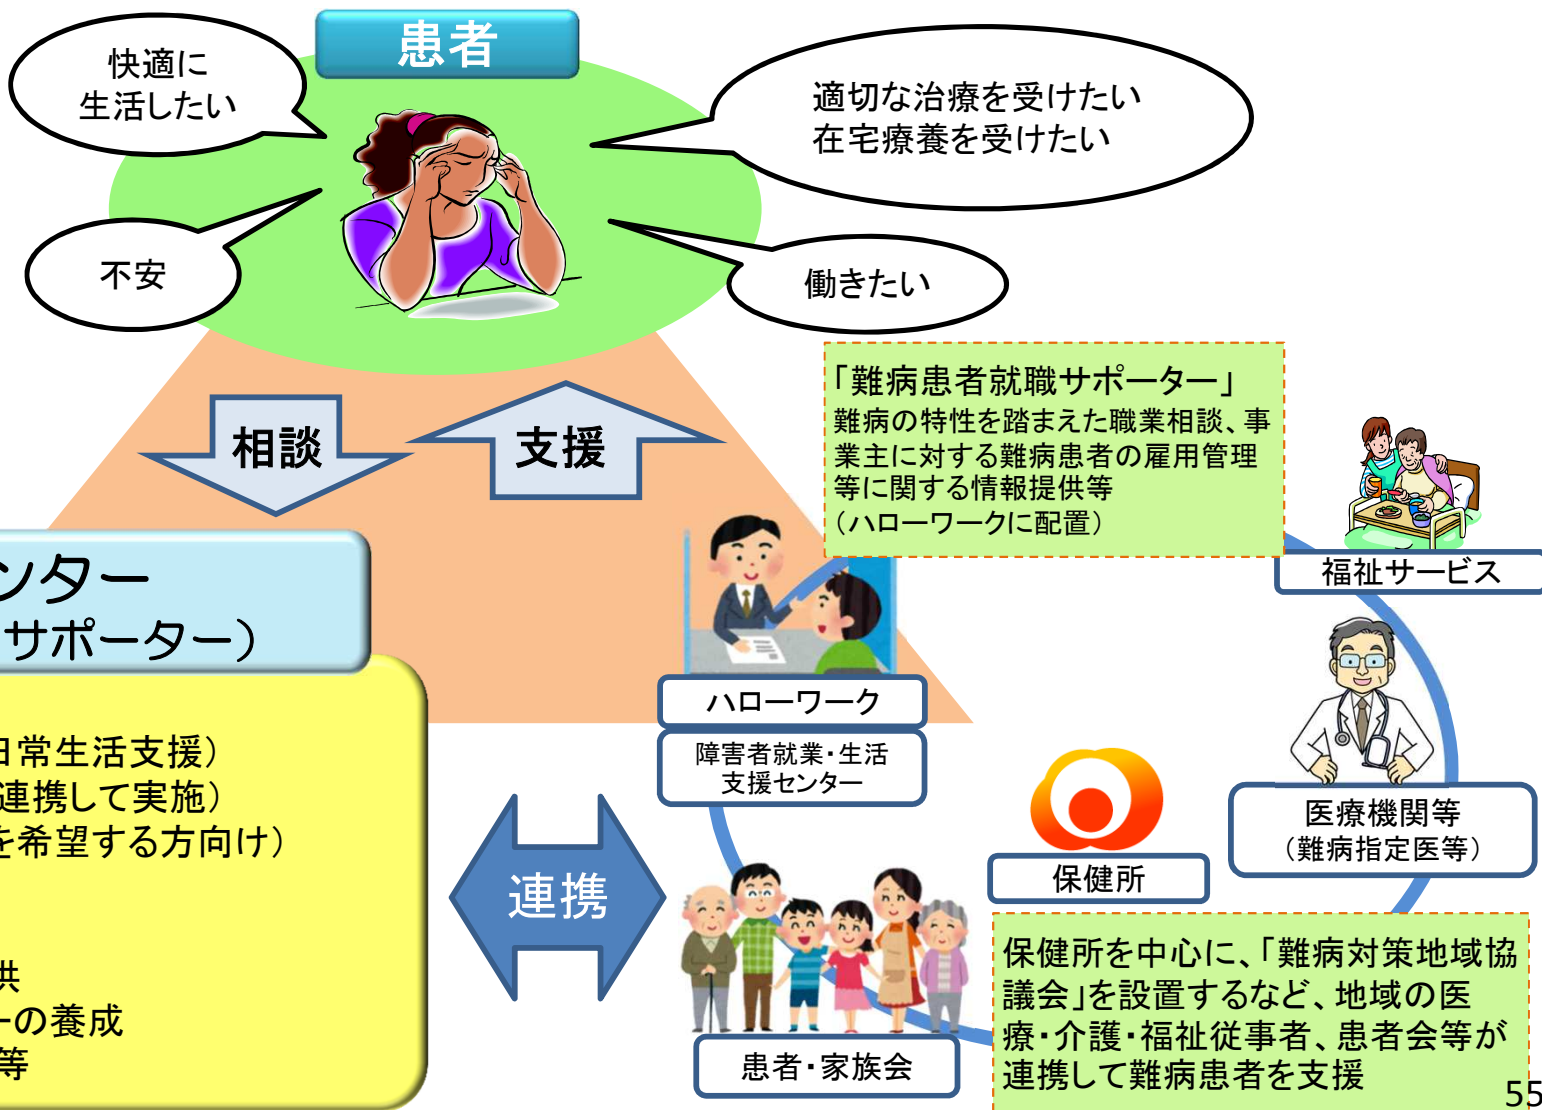 患者
快適に
生活したい
適切な治療を受けたい
在宅療養を受けたい
不安
働きたい
相談
支援
「難病患者就職サポーター」
難病の特性を踏まえた職業相談、事
業主に対する難病患者の雇用管理
等に関する情報提供等
（ハローワークに配置）
福祉サービス
ンター
サポーター）
日常生活支援）
連携して実施）
を希望する方向け）
供
ーの養成
等
ハローワーク
障害者就業・生活
支援センター
連携
保健所
医療機関等
（難病指定医等）
患者・家族会
保健所を中心に、「難病対策地域協
議会」を設置するなど、地域の医
療・介護・福祉従事者、患者会等が
連携して難病患者を支援
55